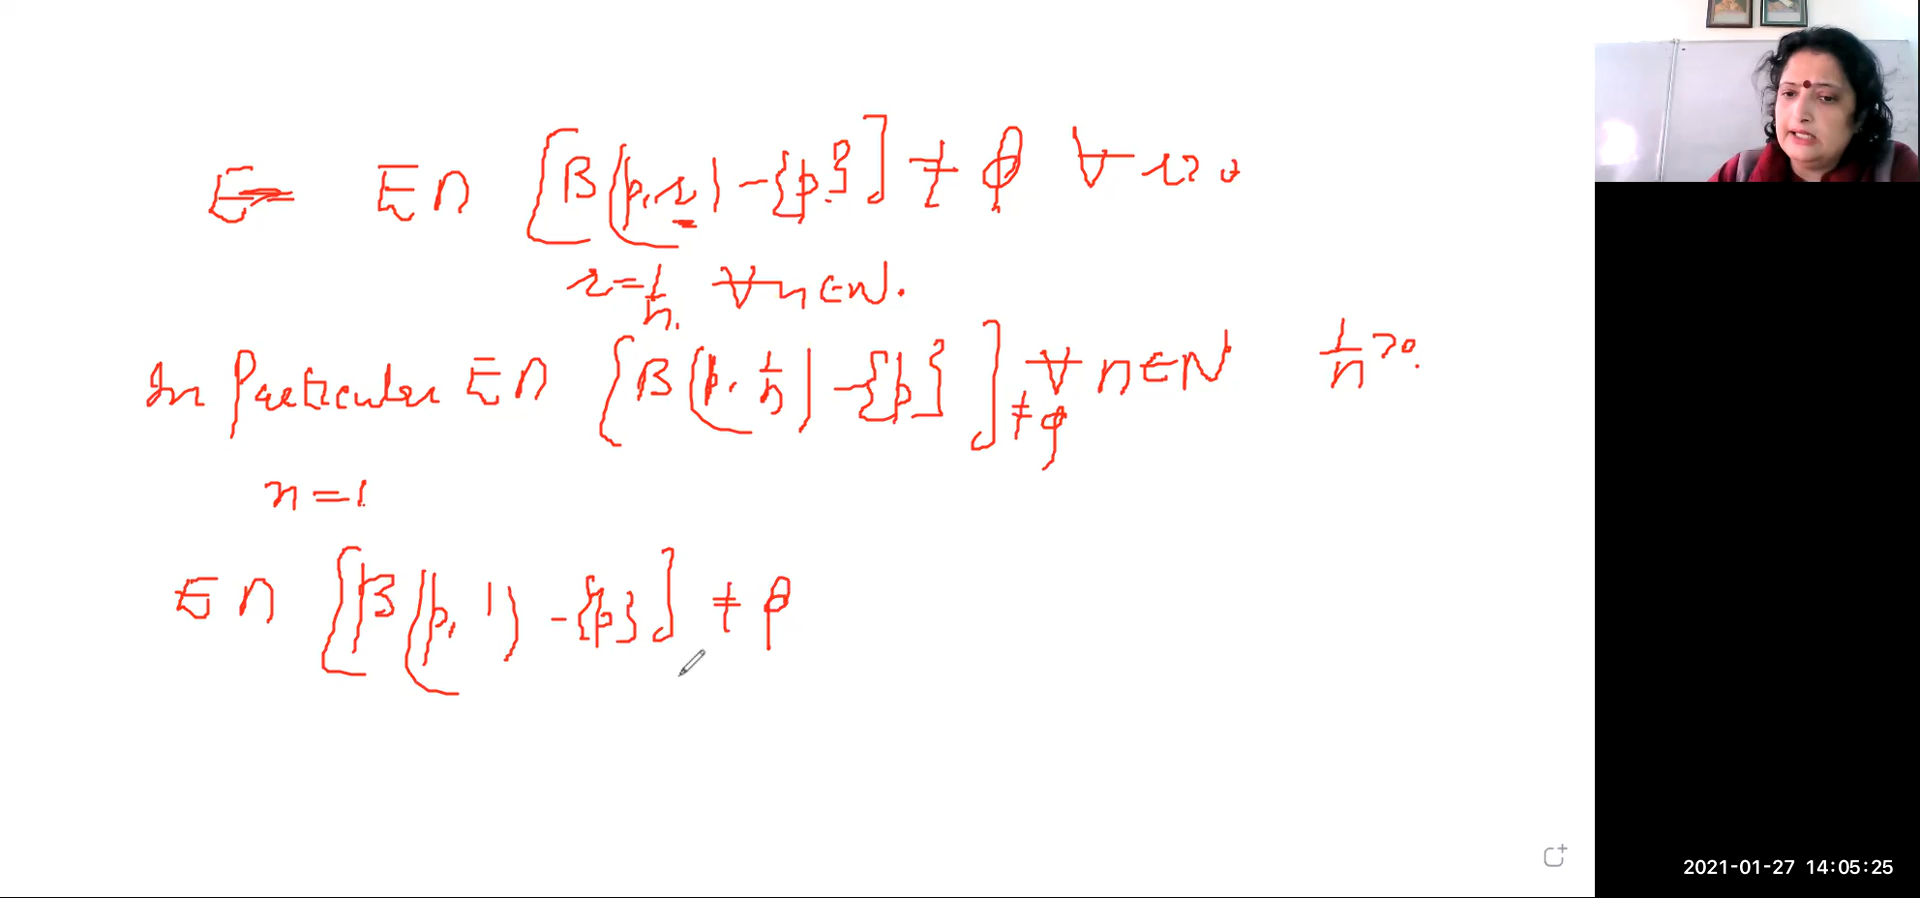 E ∩ [B(p, r) - {p}] ≠ φ ∀ r > 0
r = 1/n ∀ n ∈ N.
In Particular E ∩ [B(p, 1/n) - {p}] ≠ φ ∀ n ∈ N 1/n > 0.
n = 1.
E ∩ [B(p, 1) - {p}] ≠ φ
2021-01-27 14:05:25